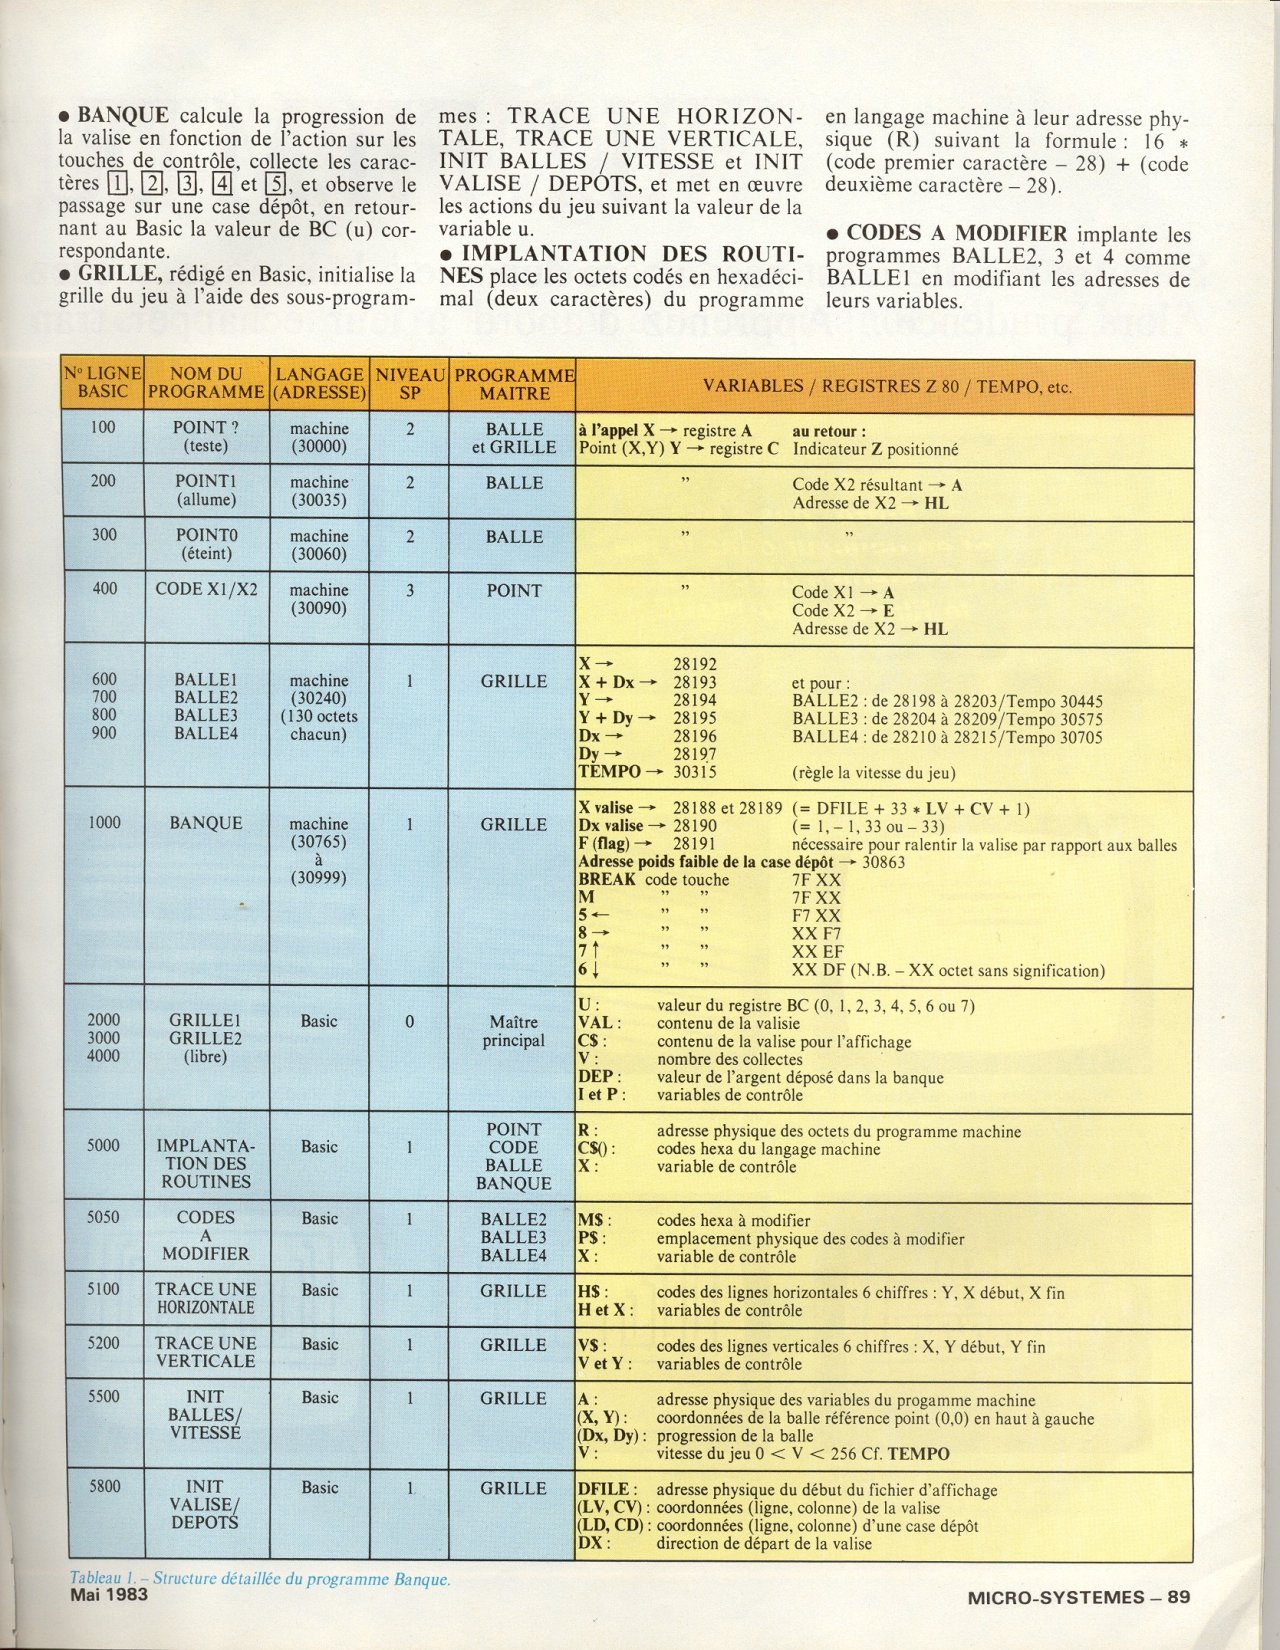 ● BANQUE calcule la progression de
la valise en fonction de l'action sur les
touches de contrôle, collecte les carac-
tères 1, 2, 3, 4 et 5, et observe le
passage sur une case dépôt, en retour-
nant au Basic la valeur de BC (u) cor-
respondante.
● GRILLE, rédigé en Basic, initialise la
grille du jeu à l'aide des sous-program-
mes : TRACE UNE HORIZON-
TALE, TRACE UNE VERTICALE,
INIT BALLES / VITESSE et INIT
VALISE / DEPÔTS, et met en œuvre
les actions du jeu suivant la valeur de la
variable u.
● IMPLANTATION DES ROUTI-
NES place les octets codés en hexadéci-
mal (deux caractères) du programme
en langage machine à leur adresse phy-
sique (R) suivant la formule : 16 *
(code premier caractère – 28) + (code
deuxième caractère – 28).
● CODES A MODIFIER implante les
programmes BALLE2, 3 et 4 comme
BALLE1 en modifiant les adresses de
leurs variables.
N° LIGNE BASIC | NOM DU PROGRAMME | LANGAGE (ADRESSE) | NIVEAU SP | PROGRAMME MAITRE | VARIABLES / REGISTRES Z 80 / TEMPO, etc.
100 POINT ? machine 2 BALLE à l'appel X → registre A au retour :
(teste) (30000) et GRILLE Point (X,Y) Y → registre C Indicateur Z positionné
200 POINT1 machine 2 BALLE ” Code X2 résultant → A
(allume) (30035) Adresse de X2 → HL
300 POINT0 machine 2 BALLE ” ”
(éteint) (30060)
400 CODE X1/X2 machine 3 POINT ” Code X1 → A
(30090) Code X2 → E
Adresse de X2 → HL
X → 28192
600 BALLE1 machine 1 GRILLE X + Dx → 28193 et pour :
700 BALLE2 (30240) Y → 28194 BALLE2 : de 28198 à 28203/Tempo 30445
800 BALLE3 (130 octets Y + Dy → 28195 BALLE3 : de 28204 à 28209/Tempo 30575
900 BALLE4 chacun) Dx → 28196 BALLE4 : de 28210 à 28215/Tempo 30705
Dy → 28197
TEMPO → 30315 (règle la vitesse du jeu)
X valise → 28188 et 28189 (= DFILE + 33 * LV + CV + 1)
1000 BANQUE machine 1 GRILLE Dx valise → 28190 (= 1, – 1, 33 ou – 33)
(30765) F (flag) → 28191 nécessaire pour ralentir la valise par rapport aux balles
à Adresse poids faible de la case dépôt → 30863
(30999) BREAK code touche 7F XX
M ” ” 7F XX
5 ← ” ” F7 XX
8 → ” ” XX F7
7 ↑ ” ” XX EF
6 ↓ ” ” XX DF (N.B. – XX octet sans signification)
U : valeur du registre BC (0, 1, 2, 3, 4, 5, 6 ou 7)
2000 GRILLE1 Basic 0 Maître VAL : contenu de la valisie
3000 GRILLE2 principal C$ : contenu de la valise pour l'affichage
4000 (libre) V : nombre des collectes
DEP : valeur de l'argent déposé dans la banque
I et P : variables de contrôle
POINT R : adresse physique des octets du programme machine
5000 IMPLANTA- Basic 1 CODE C$() : codes hexa du langage machine
TION DES BALLE X : variable de contrôle
ROUTINES BANQUE
5050 CODES Basic 1 BALLE2 M$ : codes hexa à modifier
A BALLE3 P$ : emplacement physique des codes à modifier
MODIFIER BALLE4 X : variable de contrôle
5100 TRACE UNE Basic 1 GRILLE H$ : codes des lignes horizontales 6 chiffres : Y, X début, X fin
HORIZONTALE H et X : variables de contrôle
5200 TRACE UNE Basic 1 GRILLE V$ : codes des lignes verticales 6 chiffres : X, Y début, Y fin
VERTICALE V et Y : variables de contrôle
5500 INIT Basic 1 GRILLE A : adresse physique des variables du progamme machine
BALLES/ (X, Y) : coordonnées de la balle référence point (0,0) en haut à gauche
VITESSE (Dx, Dy) : progression de la balle
V : vitesse du jeu 0 < V < 256 Cf. TEMPO
5800 INIT Basic 1 GRILLE DFILE : adresse physique du début du fichier d'affichage
VALISE/ (LV, CV) : coordonnées (ligne, colonne) de la valise
DEPOTS (LD, CD) : coordonnées (ligne, colonne) d'une case dépôt
DX : direction de départ de la valise
Tableau 1. – Structure détaillée du programme Banque.
Mai 1983
MICRO-SYSTEMES – 89